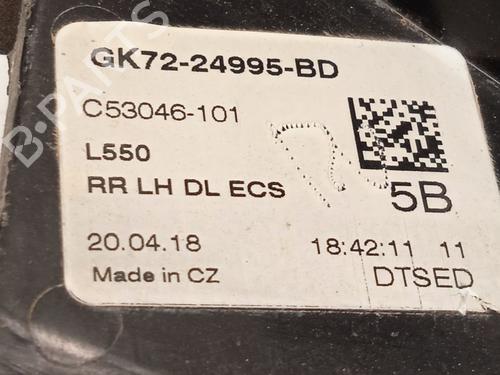 GK72-24995-BD
C53046-101
L550
RR LH DL ECS
5B
20.04.18
18:42:11 11
Made in CZ
DTSED
B-PARTS